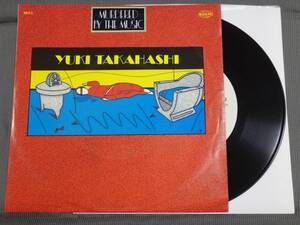 MURDERED
BY THE MUSIC
YUKI TAKAHASHI